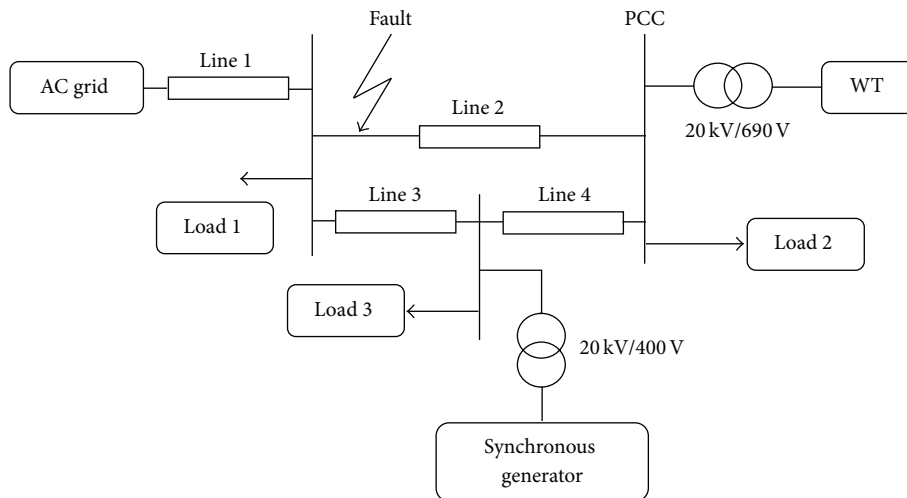 Fault
PCC
AC grid
Line 1
WT
Line 2
20 kV/690 V
Load 1
Line 3
Line 4
Load 2
Load 3
20 kV/400 V
Synchronous
generator